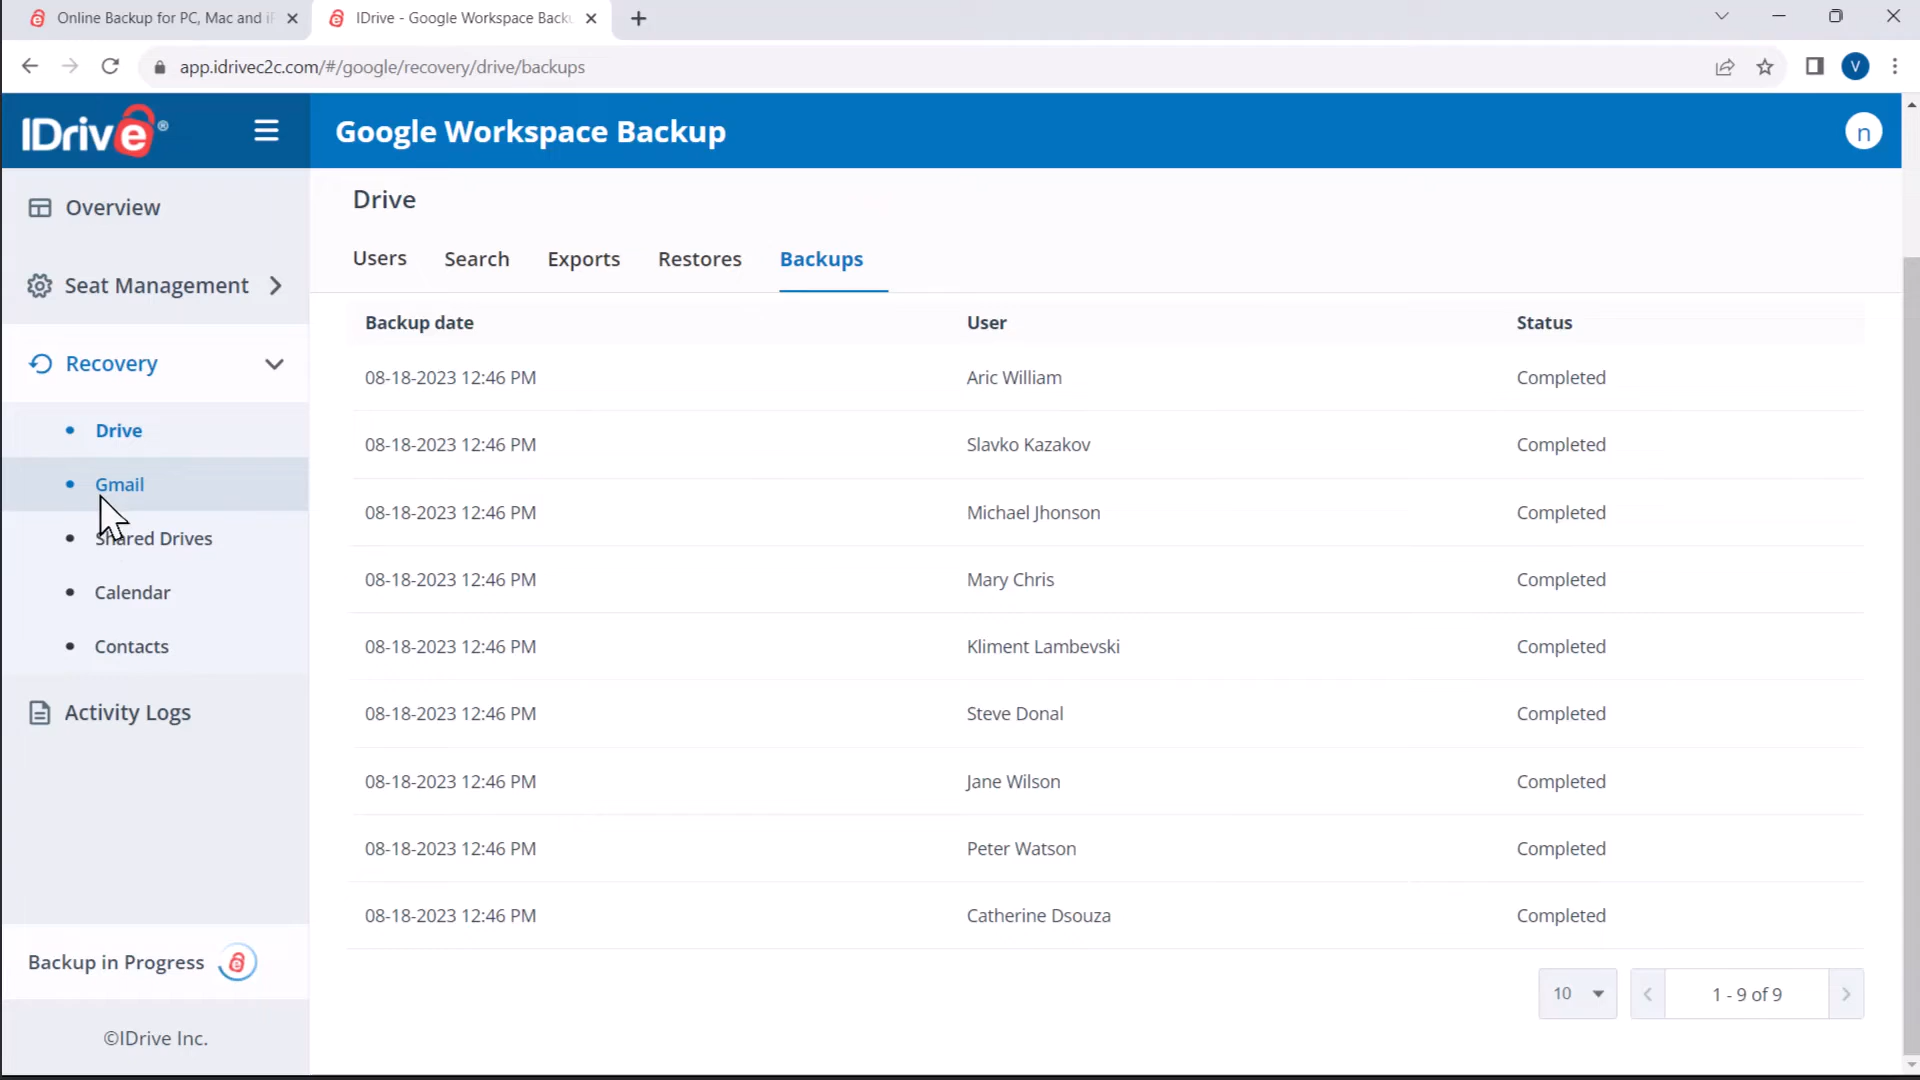 Online Backup for PC, Mac and iP
IDrive - Google Workspace Backu
app.idrivec2c.com/#/google/recovery/drive/backups
V
IDrive®
Google Workspace Backup
n
Overview
Seat Management
Recovery
Drive
Gmail
Shared Drives
Calendar
Contacts
Activity Logs
Backup in Progress
©IDrive Inc.
Drive
Users Search Exports Restores Backups
Backup date User Status
08-18-2023 12:46 PM Aric William Completed
08-18-2023 12:46 PM Slavko Kazakov Completed
08-18-2023 12:46 PM Michael Jhonson Completed
08-18-2023 12:46 PM Mary Chris Completed
08-18-2023 12:46 PM Kliment Lambevski Completed
08-18-2023 12:46 PM Steve Donal Completed
08-18-2023 12:46 PM Jane Wilson Completed
08-18-2023 12:46 PM Peter Watson Completed
08-18-2023 12:46 PM Catherine Dsouza Completed
10 1 - 9 of 9